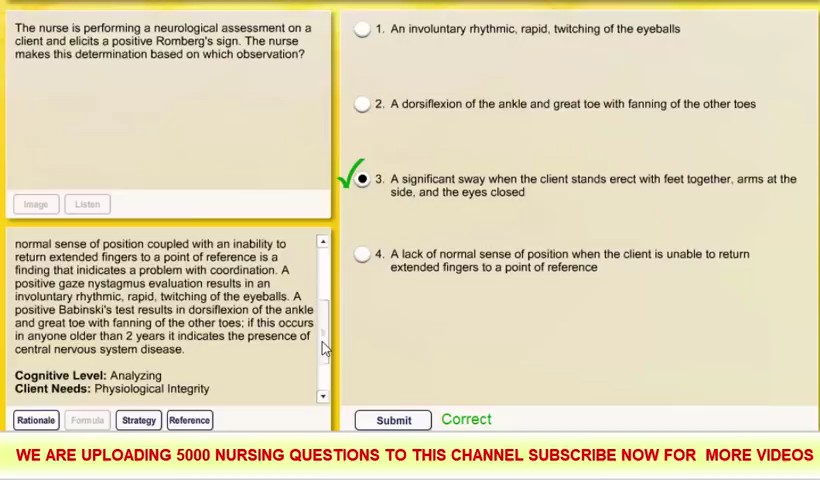 The nurse is performing a neurological assessment on a
client and elicits a positive Romberg's sign. The nurse
makes this determination based on which observation?
Image
Listen
normal sense of position coupled with an inability to
return extended fingers to a point of reference is a
finding that inidicates a problem with coordination. A
positive gaze nystagmus evaluation results in an
involuntary rhythmic, rapid, twitching of the eyeballs. A
positive Babinski's test results in dorsiflexion of the ankle
and great toe with fanning of the other toes; if this occurs
in anyone older than 2 years it indicates the presence of
central nervous system disease.
Cognitive Level: Analyzing
Client Needs: Physiological Integrity
Rationale
Formula
Strategy
Reference
1. An involuntary rhythmic, rapid, twitching of the eyeballs
2. A dorsiflexion of the ankle and great toe with fanning of the other toes
3. A significant sway when the client stands erect with feet together, arms at the
side, and the eyes closed
4. A lack of normal sense of position when the client is unable to return
extended fingers to a point of reference
Submit
Correct
WE ARE UPLOADING 5000 NURSING QUESTIONS TO THIS CHANNEL SUBSCRIBE NOW FOR MORE VIDEOS